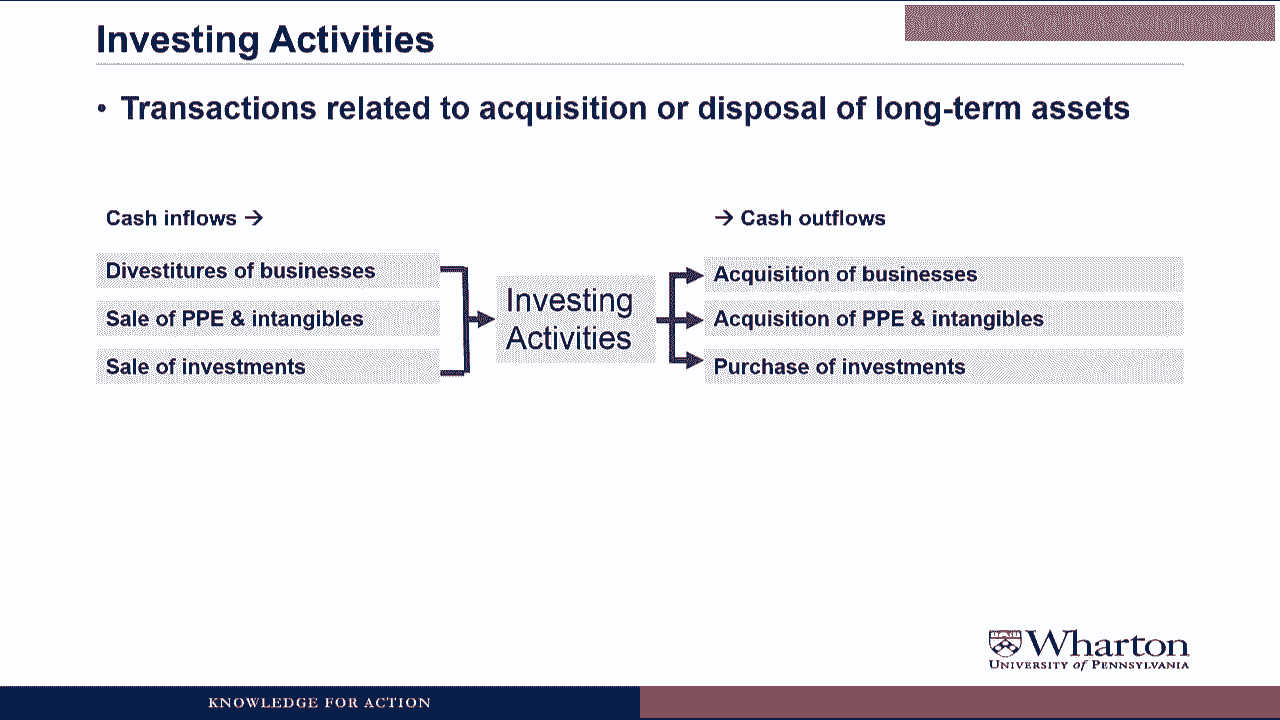 Investing Activities
• Transactions related to acquisition or disposal of long-term assets
Cash inflows →
→ Cash outflows
Divestitures of businesses
Sale of PPE & intangibles
Sale of investments
Investing
Activities
Acquisition of businesses
Acquisition of PPE & intangibles
Purchase of investments
Wharton
UNIVERSITY of PENNSYLVANIA
KNOWLEDGE FOR ACTION